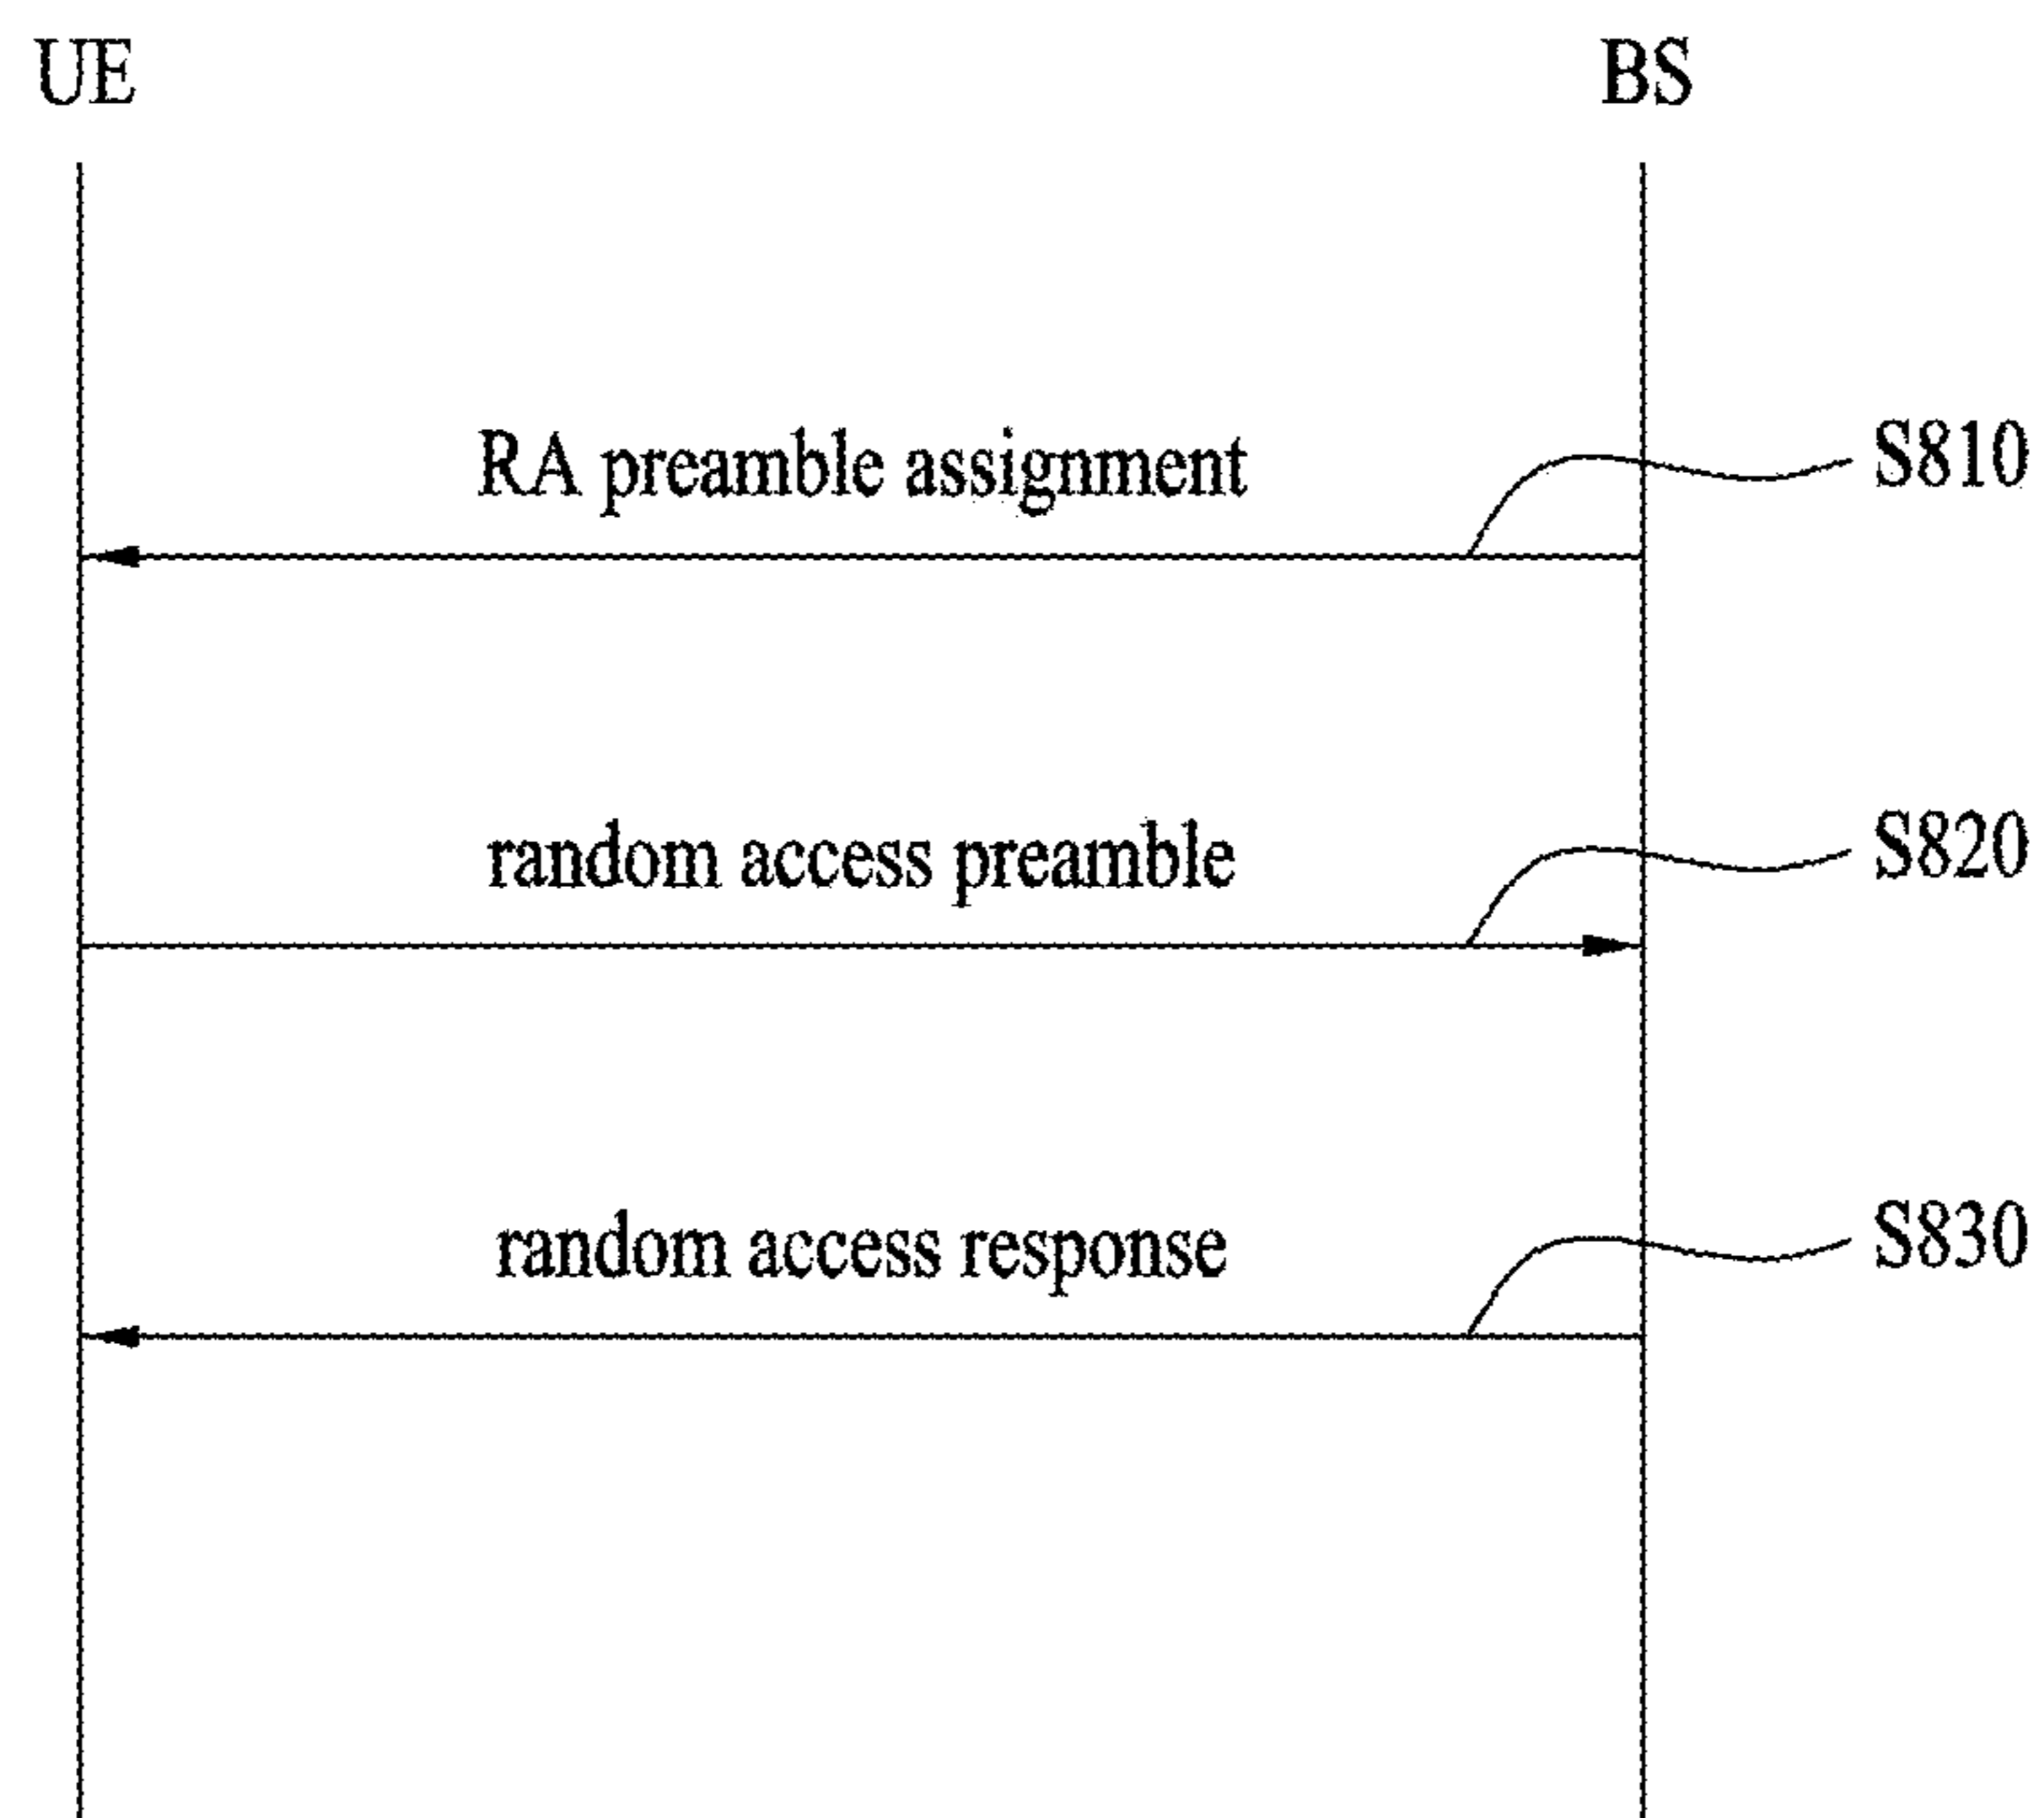 UE
BS
RA preamble assignment
S810
random access preamble
S820
random access response
S830